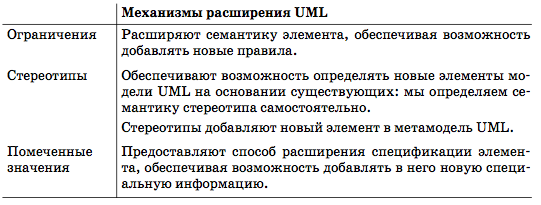 Механизмы расширения UML
Ограничения Расширяют семантику элемента, обеспечивая возможность
добавлять новые правила.
Стереотипы Обеспечивают возможность определять новые элементы мо-
дели UML на основании существующих: мы определяем се-
мантику стереотипа самостоятельно.
Стереотипы добавляют новый элемент в метамодель UML.
Помеченные Предоставляют способ расширения спецификации элемен-
значения та, обеспечивая возможность добавлять в него новую специ-
альную информацию.